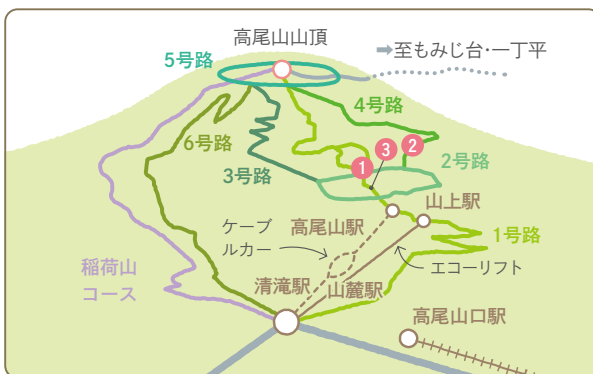 高尾山山頂
➡至もみじ台・一丁平
5号路
4号路
6号路
3号路
1
3
2
2号路
山上駅
高尾山駅
ケーブ
ルカー
1号路
エコーリフト
稲荷山
コース
清滝駅
山麓駅
高尾山口駅